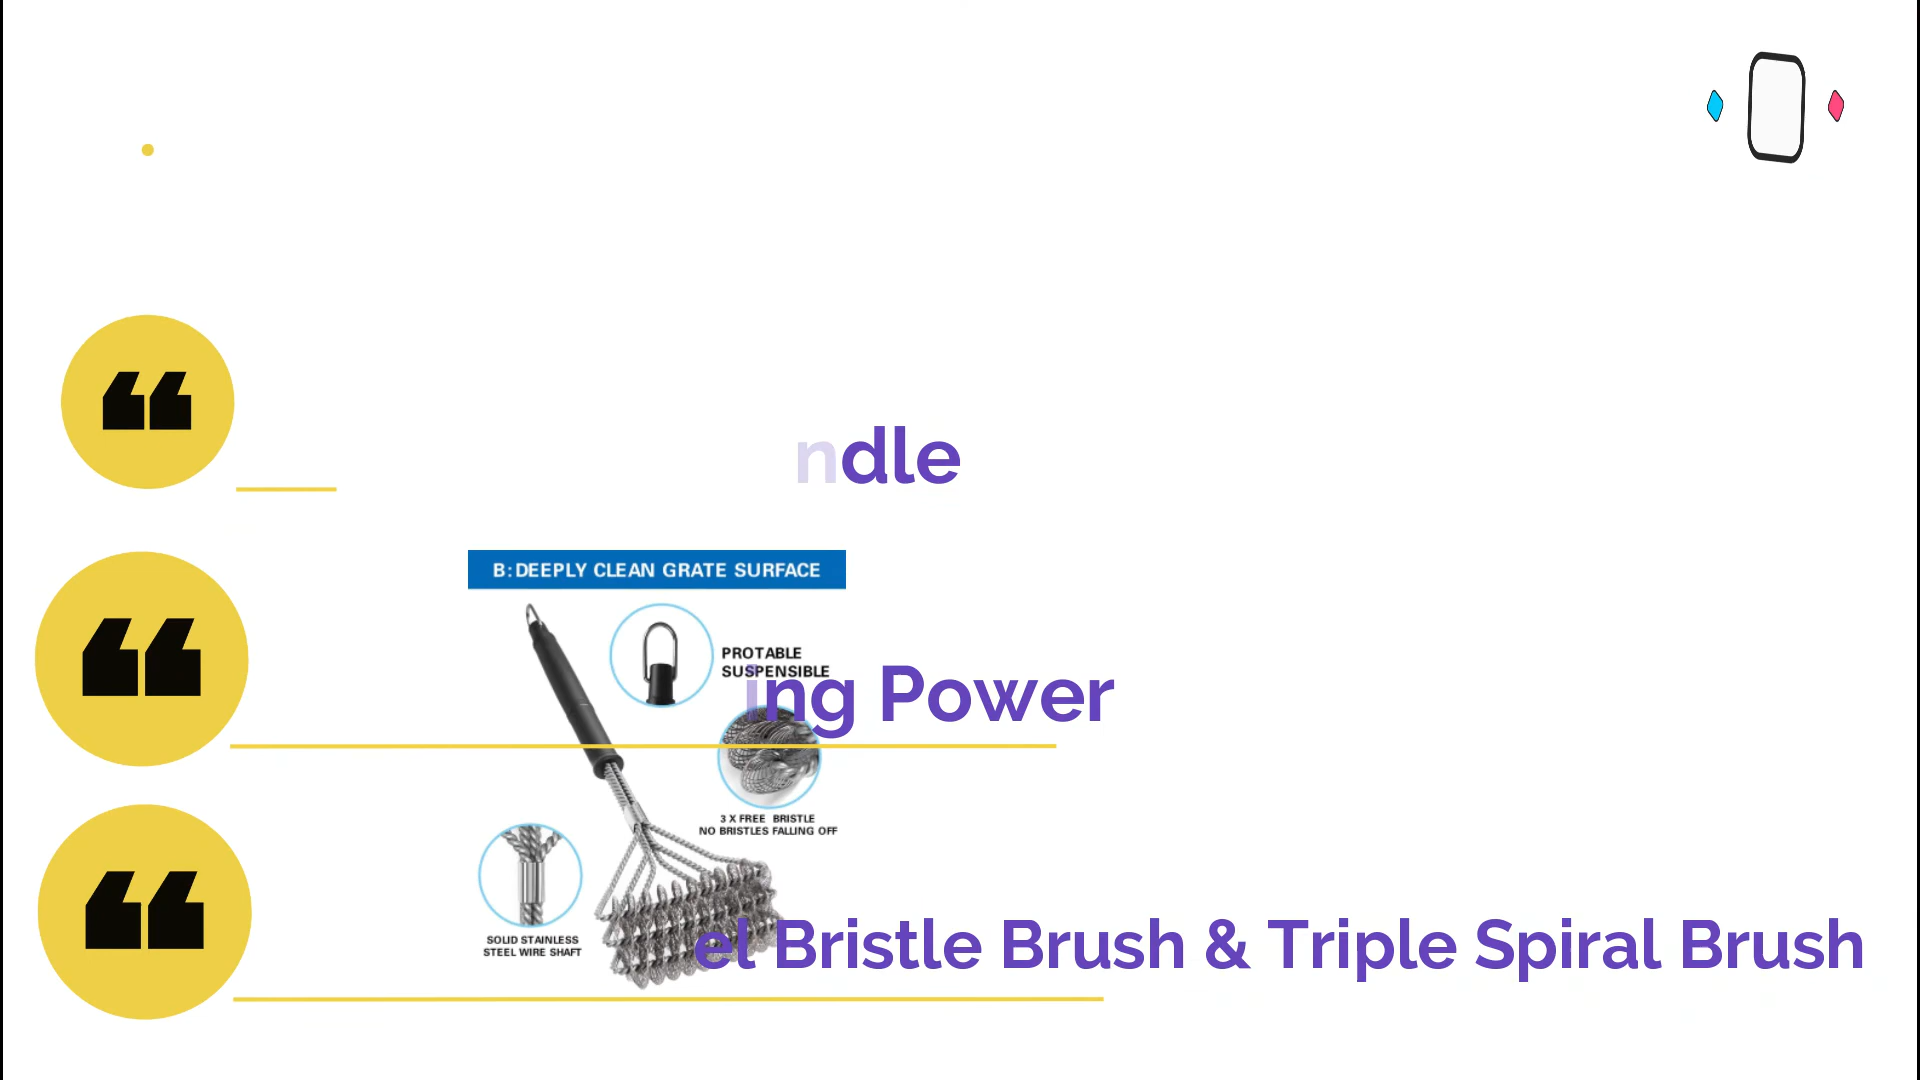 ndle
B: DEEPLY CLEAN GRATE SURFACE
PROTABLE
SUSPENSIBLE
ing Power
3 X FREE BRISTLE
NO BRISTLES FALLING OFF
SOLID STAINLESS
STEEL WIRE SHAFT
el Bristle Brush & Triple Spiral Brush